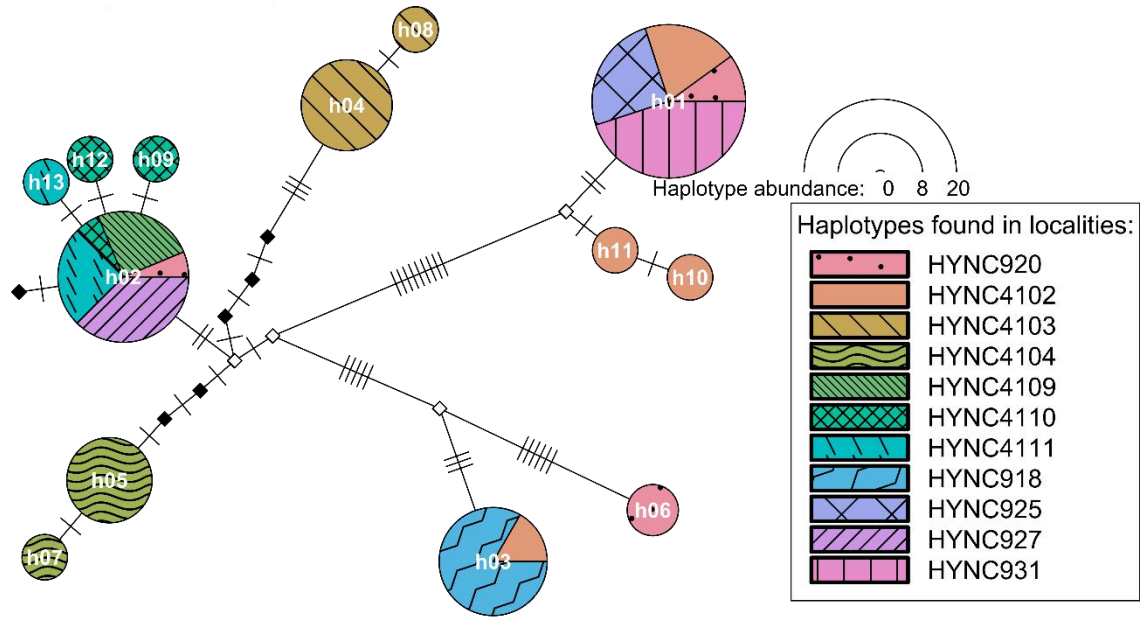 h08
h04
h01
h12
h09
h13
Haplotype abundance: 0 8 20
Haplotypes found in localities:
h11
h02
HYNC920
h10
HYNC4102
HYNC4103
HYNC4104
HYNC4109
HYNC4110
HYNC4111
h05
HYNC918
h06
HYNC925
h07
h03
HYNC927
HYNC931